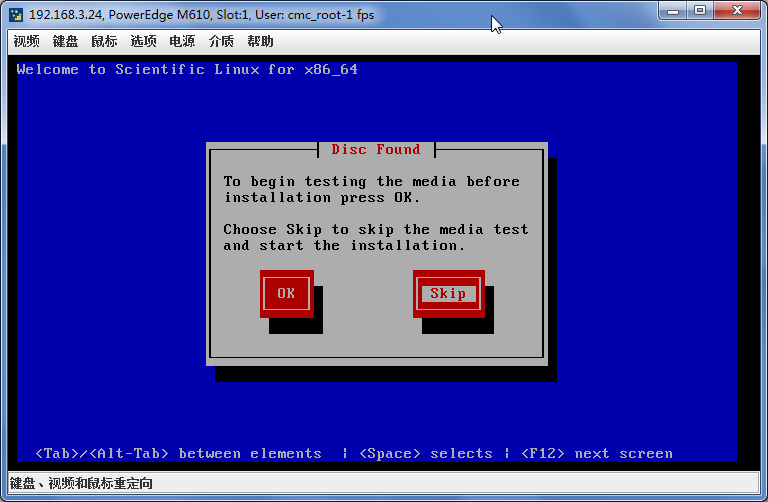 192.168.3.24, PowerEdge M610, Slot:1, User: cmc_root-1 fps
视频 键盘 鼠标 选项 电源 介质 帮助
Welcome to Scientific Linux for x86_64
Disc Found
To begin testing the media before
installation press OK.
Choose Skip to skip the media test
and start the installation.
OK Skip
<Tab>/<Alt-Tab> between elements | <Space> selects | <F12> next screen
键盘、视频和鼠标重定向